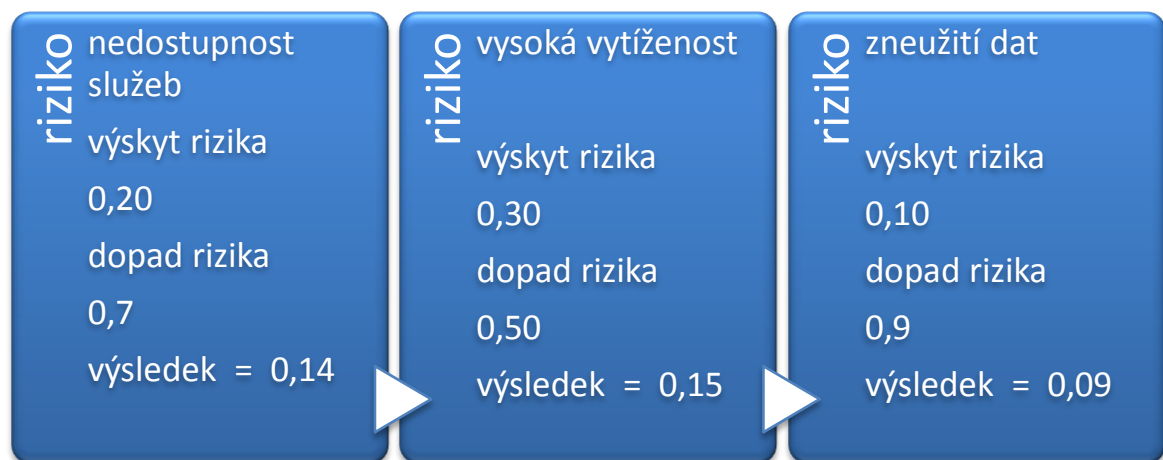 riziko
nedostupnost
služeb
výskyt rizika
0,20
dopad rizika
0,7
výsledek = 0,14
riziko
vysoká vytíženost
výskyt rizika
0,30
dopad rizika
0,50
výsledek = 0,15
riziko
zneužití dat
výskyt rizika
0,10
dopad rizika
0,9
výsledek = 0,09